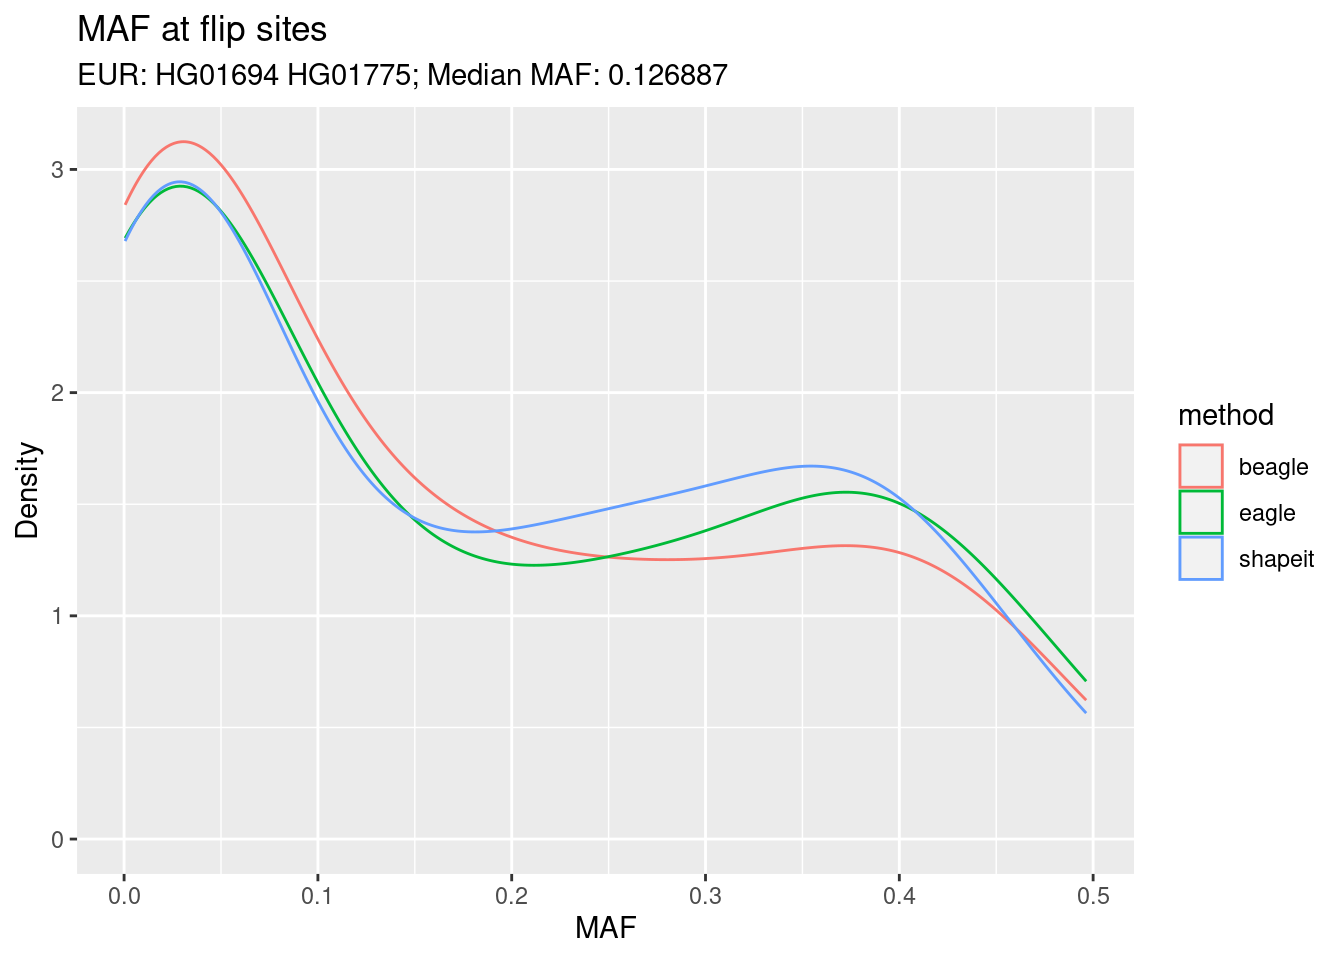 MAF at flip sites
EUR: HG01694 HG01775; Median MAF: 0.126887
Density
3
2
1
0
0.0 0.1 0.2 0.3 0.4 0.5
MAF
method
beagle
eagle
shapeit